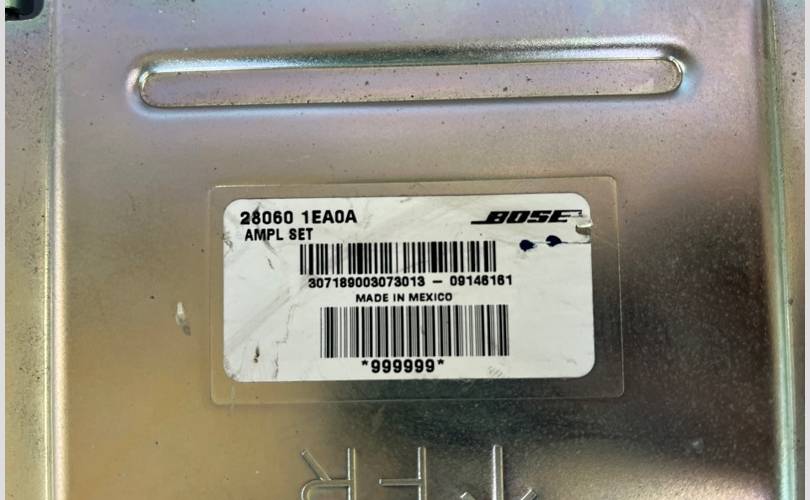 28060 1EA0A BOSE
AMPL SET
307189003073013 - 09146161
MADE IN MEXICO
*999999*